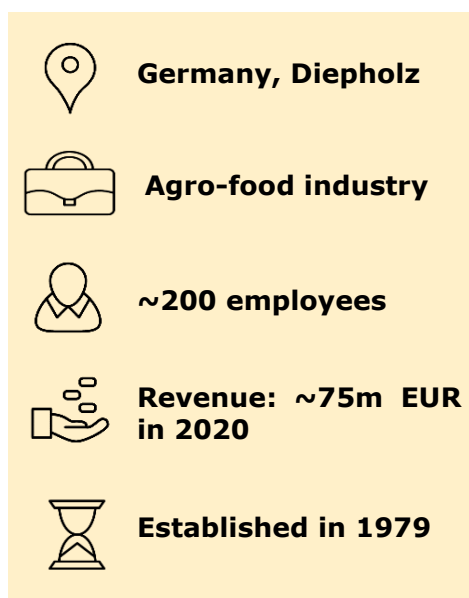 Germany, Diepholz
Agro-food industry
~200 employees
Revenue: ~75m EUR
in 2020
Established in 1979